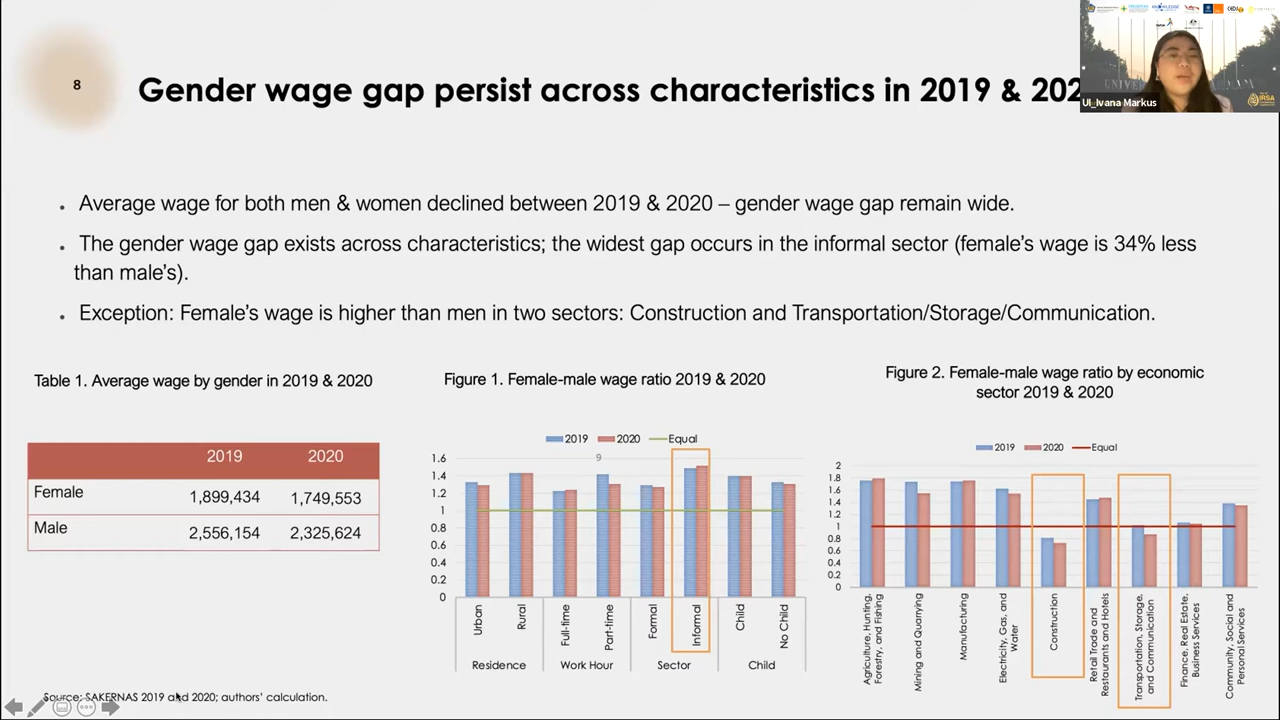 8
Gender wage gap persist across characteristics in 2019 & 202
UI_Ivana Markus
Average wage for both men & women declined between 2019 & 2020 – gender wage gap remain wide.
The gender wage gap exists across characteristics; the widest gap occurs in the informal sector (female's wage is 34% less
than male's).
Exception: Female's wage is higher than men in two sectors: Construction and Transportation/Storage/Communication.
Table 1. Average wage by gender in 2019 & 2020
2019 2020
Female 1,899,434 1,749,553
Male 2,556,154 2,325,624
Figure 1. Female-male wage ratio 2019 & 2020
2019 2020 Equal
9
1.6
1.4
1.2
1
0.8
0.6
0.4
0.2
0
Urban
Rural
Full-time
Part-time
Formal
Informal
Child
No Child
Residence
Work Hour
Sector
Child
Figure 2. Female-male wage ratio by economic
sector 2019 & 2020
2019 2020 Equal
2
1.8
1.6
1.4
1.2
1
0.8
0.6
0.4
0.2
0
Agriculture, Hunting,
Forestry, and Fishing
Mining and Quarrying
Manufacturing
Electricity, Gas, and
Water
Construction
Retail Trade and
Restaurants and Hotels
Transportation, Storage,
and Communication
Finance, Real Estate,
Business Services
Community, Social and
Personal Services
Source: SAKERNAS 2019 and 2020; authors' calculation.